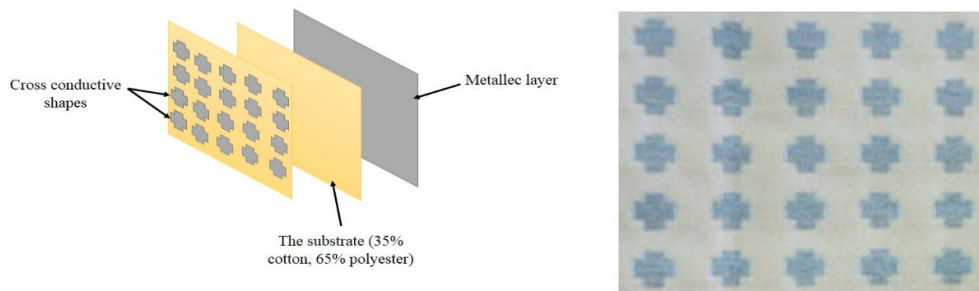 Cross conductive
shapes
Metallec layer
The substrate (35%
cotton, 65% polyester)